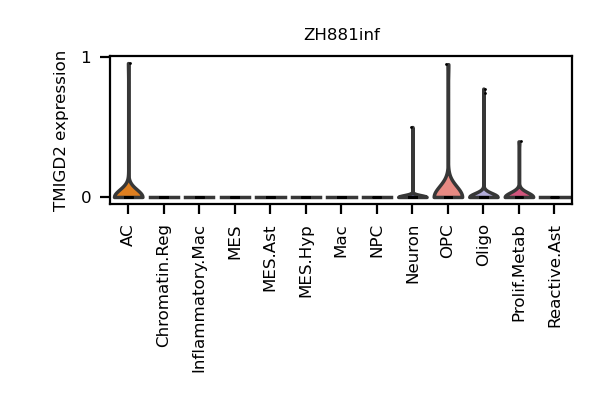 ZH881inf
TMIGD2 expression
1
0
AC
Chromatin.Reg
Inflammatory.Mac
MES
MES.Ast
MES.Hyp
Mac
NPC
Neuron
OPC
Oligo
Prolif.Metab
Reactive.Ast